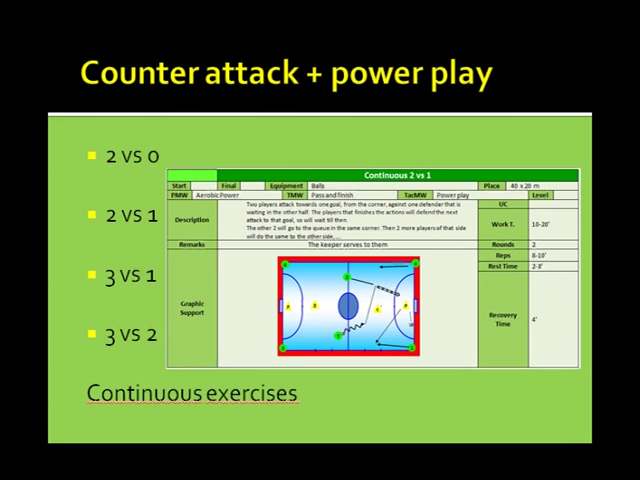 Counter attack + power play
2 VS 0
2 VS 1
3 VS 1
3 VS 2
Continuous exercises
Continuous 2 vs 1
Start Final Equipment Balls Place 40 x 20 m
PMW Aerobic Power TMW Pass and finish TacMW Power play Level
Description
Two players attack towards one goal, from the corner, against one defender that is
waiting in the other half. The players that finishes the actions will defend the next
attack to that goal, so will wait till then.
The other 2 will go to the queue in the same corner. Then 2 more players of that side
will do the same to the other side, ...
UC
Work T. 10-20'
Remarks The keeper serves to them
Rounds 2
Reps 8-10'
Rest Time 2-3'
Graphic
Support
Recovery
Time
4'